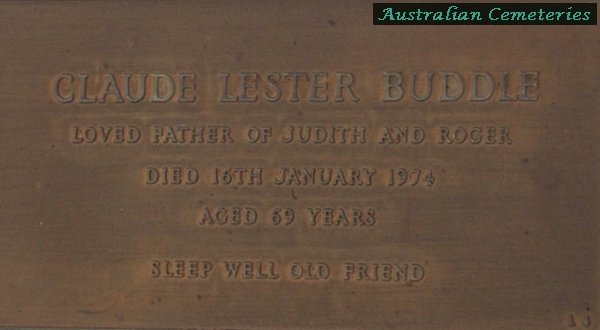 Australian Cemeteries
CLAUDE LESTER BUDDLE
LOVED FATHER OF JUDITH AND ROGER
DIED 16TH JANUARY 1974
AGED 69 YEARS
SLEEP WELL OLD FRIEND